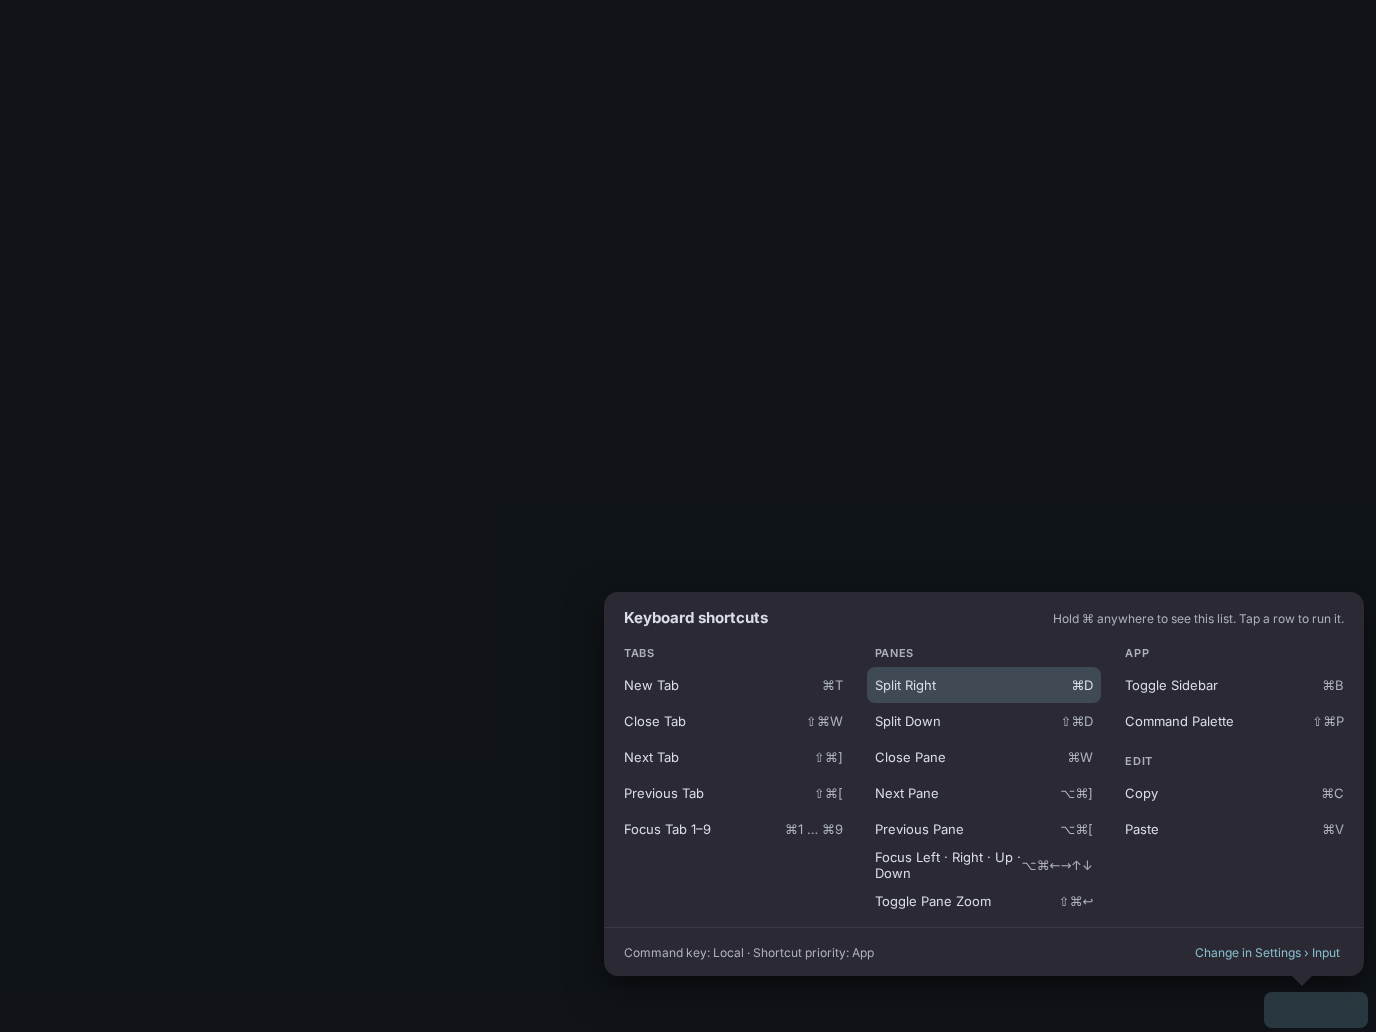 Keyboard shortcuts
Hold ⌘ anywhere to see this list. Tap a row to run it.
TABS
New Tab ⌘T
Close Tab ⇧⌘W
Next Tab ⇧⌘]
Previous Tab ⇧⌘[
Focus Tab 1–9 ⌘1 … ⌘9
PANES
Split Right ⌘D
Split Down ⇧⌘D
Close Pane ⌘W
Next Pane ⌥⌘]
Previous Pane ⌥⌘[
Focus Left · Right · Up ·
Down ⌥⌘←→↑↓
Toggle Pane Zoom ⇧⌘↩
APP
Toggle Sidebar ⌘B
Command Palette ⇧⌘P
EDIT
Copy ⌘C
Paste ⌘V
Command key: Local · Shortcut priority: App
Change in Settings › Input